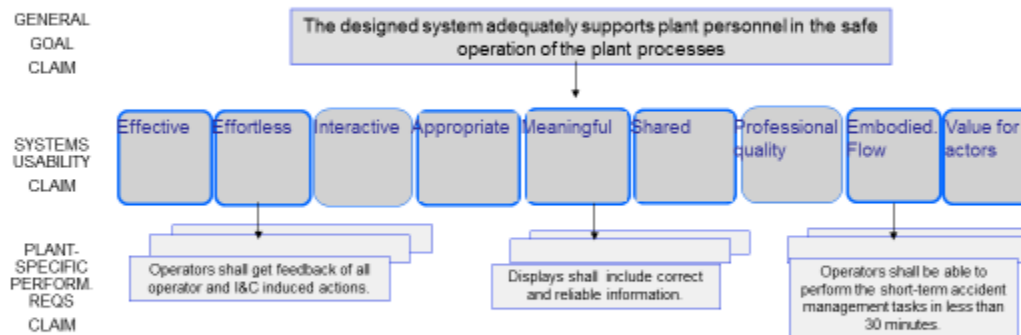 GENERAL
GOAL
CLAIM
The designed system adequately supports plant personnel in the safe
operation of the plant processes
SYSTEMS
USABILITY
CLAIM
Effective
Effortless
Interactive
Appropriate
Meaningful
Shared
Professional
quality
Embodied.
Flow
Value for
actors
PLANT-
SPECIFIC
PERFORM.
REQS
CLAIM
Operators shall get feedback of all
operator and I&C induced actions.
Displays shall include correct
and reliable information.
Operators shall be able to
perform the short-term accident
management tasks in less than
30 minutes.